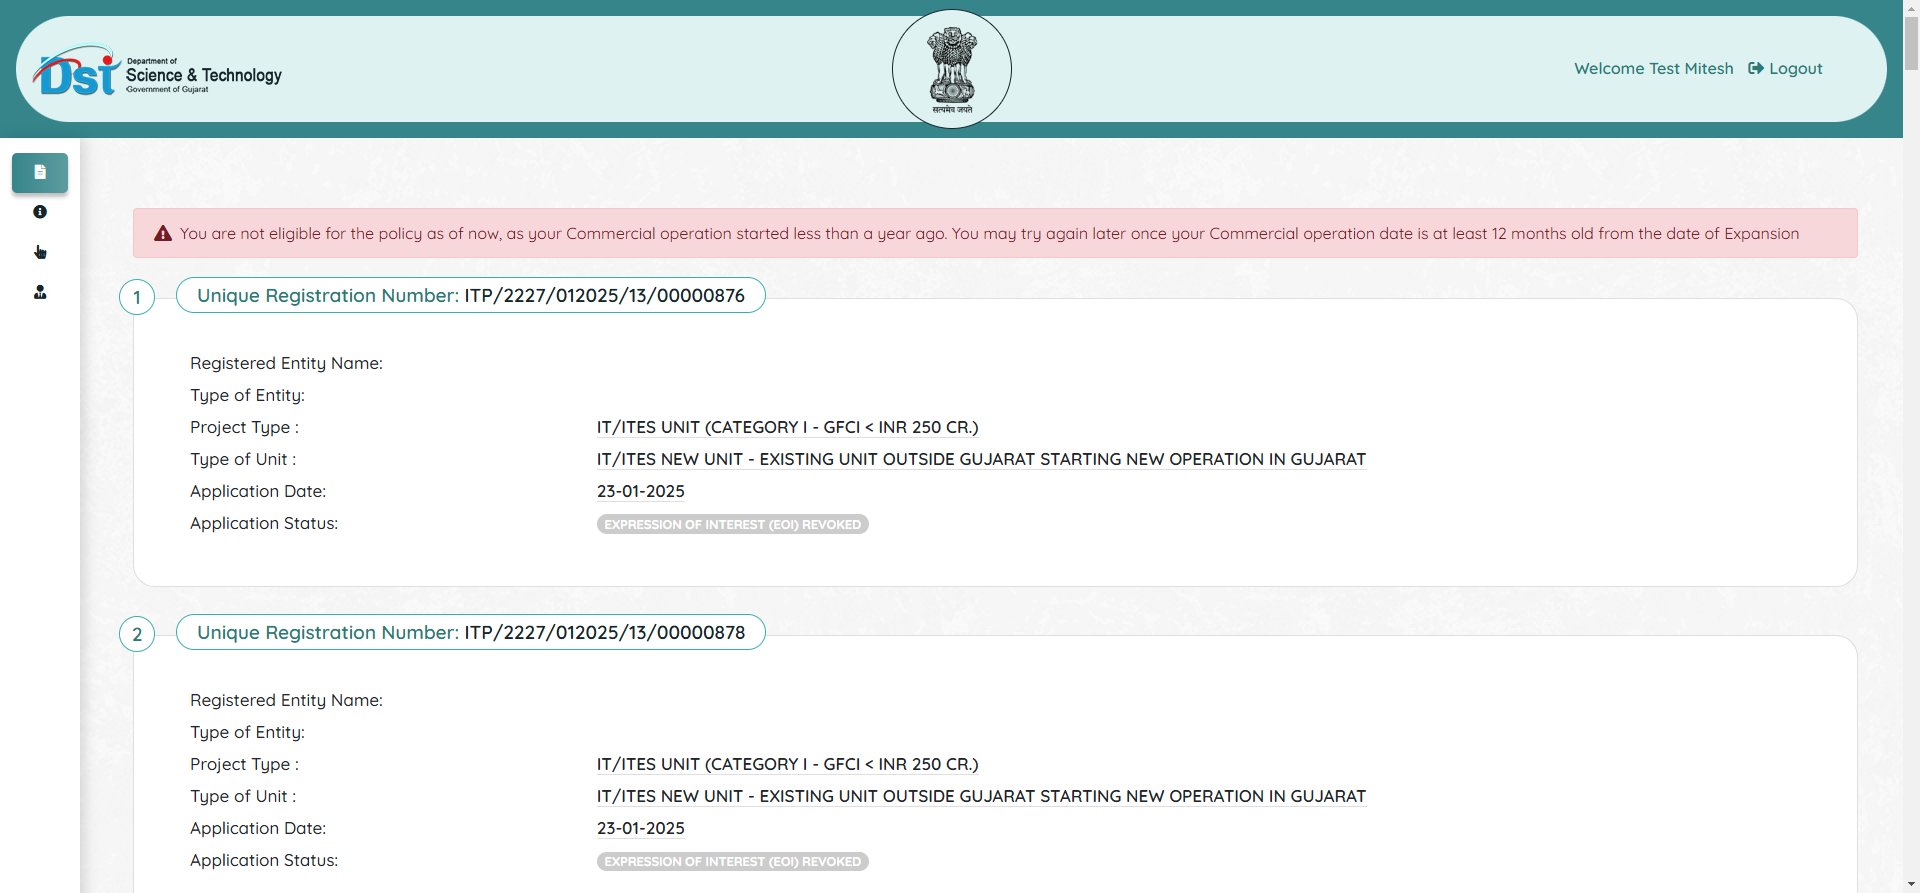 Dst
Department of
Science & Technology
Government of Gujarat
सत्यमेव जयते
Welcome Test Mitesh
Logout
You are not eligible for the policy as of now, as your Commercial operation started less than a year ago. You may try again later once your Commercial operation date is at least 12 months old from the date of Expansion
1
Unique Registration Number: ITP/2227/012025/13/00000876
Registered Entity Name:
Type of Entity:
Project Type : IT/ITES UNIT (CATEGORY I - GFCI < INR 250 CR.)
Type of Unit : IT/ITES NEW UNIT - EXISTING UNIT OUTSIDE GUJARAT STARTING NEW OPERATION IN GUJARAT
Application Date: 23-01-2025
Application Status: EXPRESSION OF INTEREST (EOI) REVOKED
2
Unique Registration Number: ITP/2227/012025/13/00000878
Registered Entity Name:
Type of Entity:
Project Type : IT/ITES UNIT (CATEGORY I - GFCI < INR 250 CR.)
Type of Unit : IT/ITES NEW UNIT - EXISTING UNIT OUTSIDE GUJARAT STARTING NEW OPERATION IN GUJARAT
Application Date: 23-01-2025
Application Status: EXPRESSION OF INTEREST (EOI) REVOKED